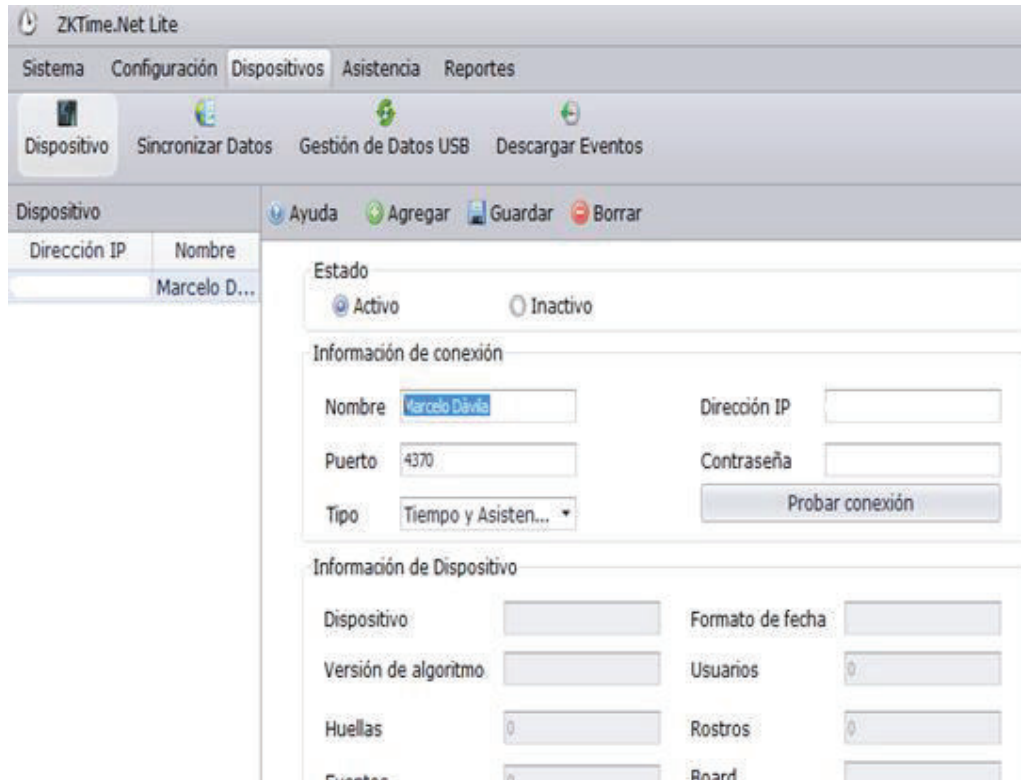 ZKTime.Net Lite
Sistema Configuración Dispositivos Asistencia Reportes
Dispositivo Sincronizar Datos Gestión de Datos USB Descargar Eventos
Dispositivo
Ayuda Agregar Guardar Borrar
Dirección IP Nombre
Marcelo D...
Estado
Activo Inactivo
Información de conexión
Nombre Marcelo Dàvila Dirección IP
Puerto 4370 Contraseña
Probar conexión
Tipo Tiempo y Asisten...
Información de Dispositivo
Dispositivo Formato de fecha
Versión de algoritmo Usuarios 0
Huellas 0 Rostros 0
Eventos 0 Board